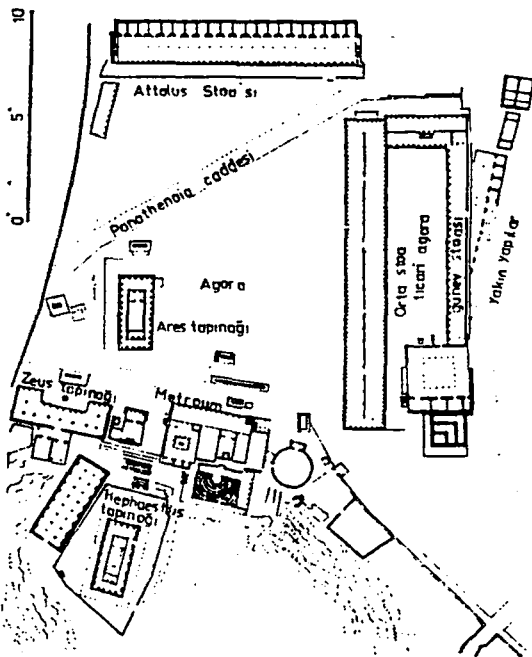 10
5
0
Attalus Stoa'sı
Panathenaia caddesi
Agora
Ares tapınağı
Orta stoa
ticari agora
güney stoası
yakın yapılar
Zeus tapınağı
Metroum
Hephaestus
tapınağı